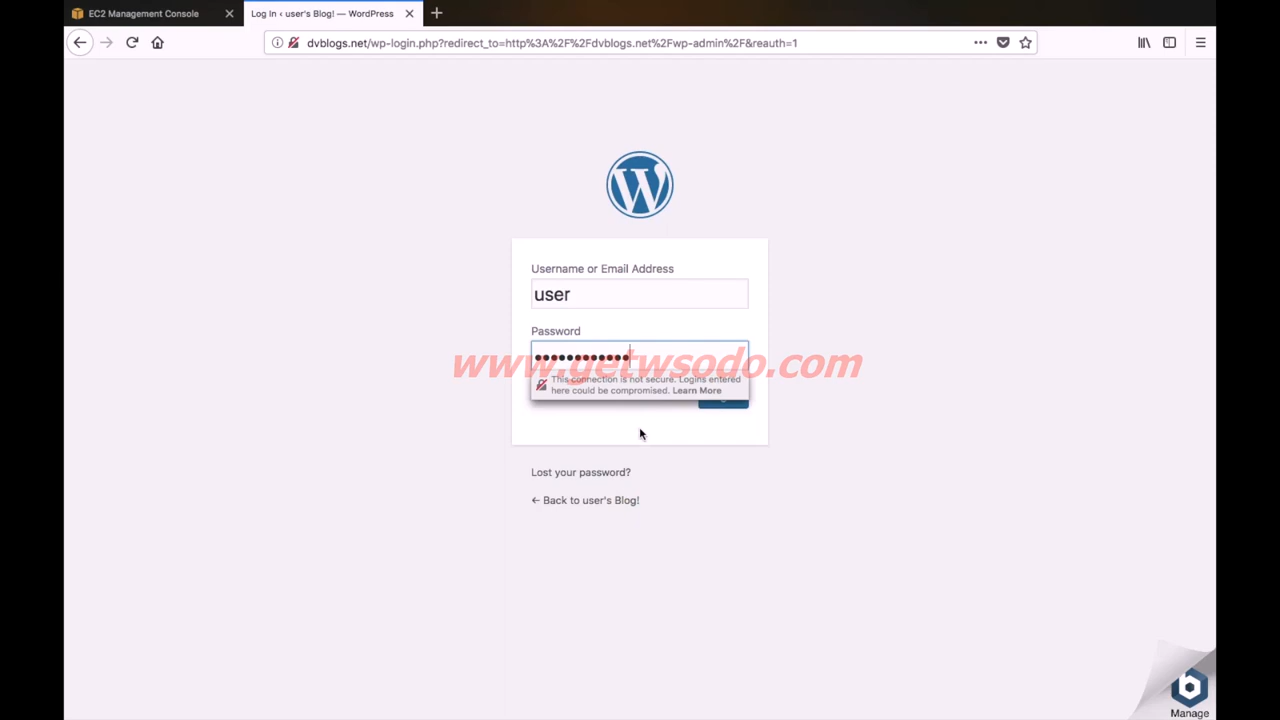 EC2 Management Console
Log In ‹ user's Blog! — WordPress
dvblogs.net/wp-login.php?redirect_to=http%3A%2F%2Fdvblogs.net%2Fwp-admin%2F&reauth=1
Username or Email Address
user
Password
www.getwsodo.com
This connection is not secure. Logins entered
here could be compromised. Learn More
Lost your password?
← Back to user's Blog!
Manage